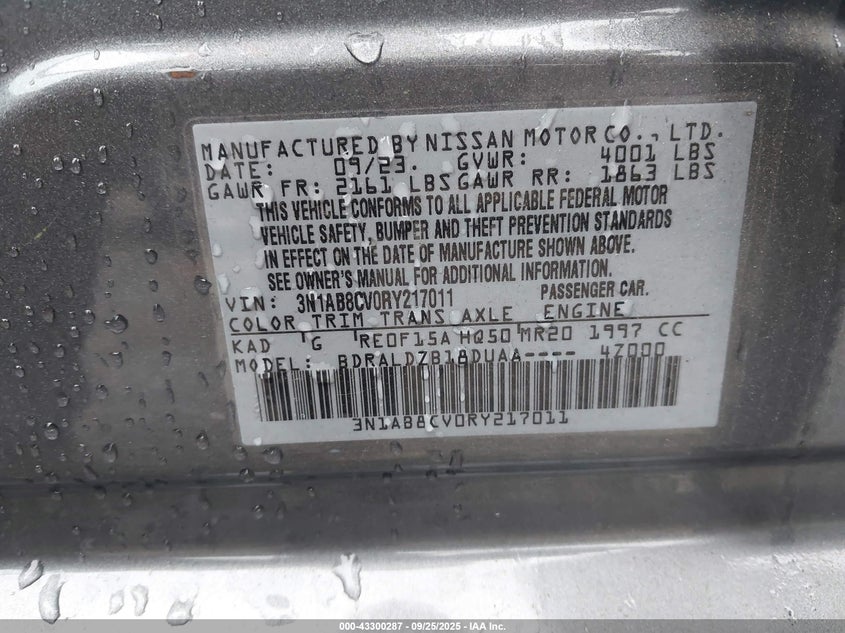 MANUFACTURED BY NISSAN MOTOR CO., LTD.
DATE: 09/23. GVWR: 4001 LBS
GAWR FR: 2161 LBS GAWR RR: 1863 LBS
THIS VEHICLE CONFORMS TO ALL APPLICABLE FEDERAL MOTOR
VEHICLE SAFETY, BUMPER AND THEFT PREVENTION STANDARDS
IN EFFECT ON THE DATE OF MANUFACTURE SHOWN ABOVE.
SEE OWNER'S MANUAL FOR ADDITIONAL INFORMATION.
VIN: 3N1AB8CV0RY217011 PASSENGER CAR.
COLOR TRIM TRANS AXLE ENGINE
KAD G RE0F15A HQ50 MR20 1997 CC
MODEL: BDRALDZB18DUAA---- 4Z000
3N1AB8CV0RY217011
000-43300287 - 09/25/2025 - IAA Inc.